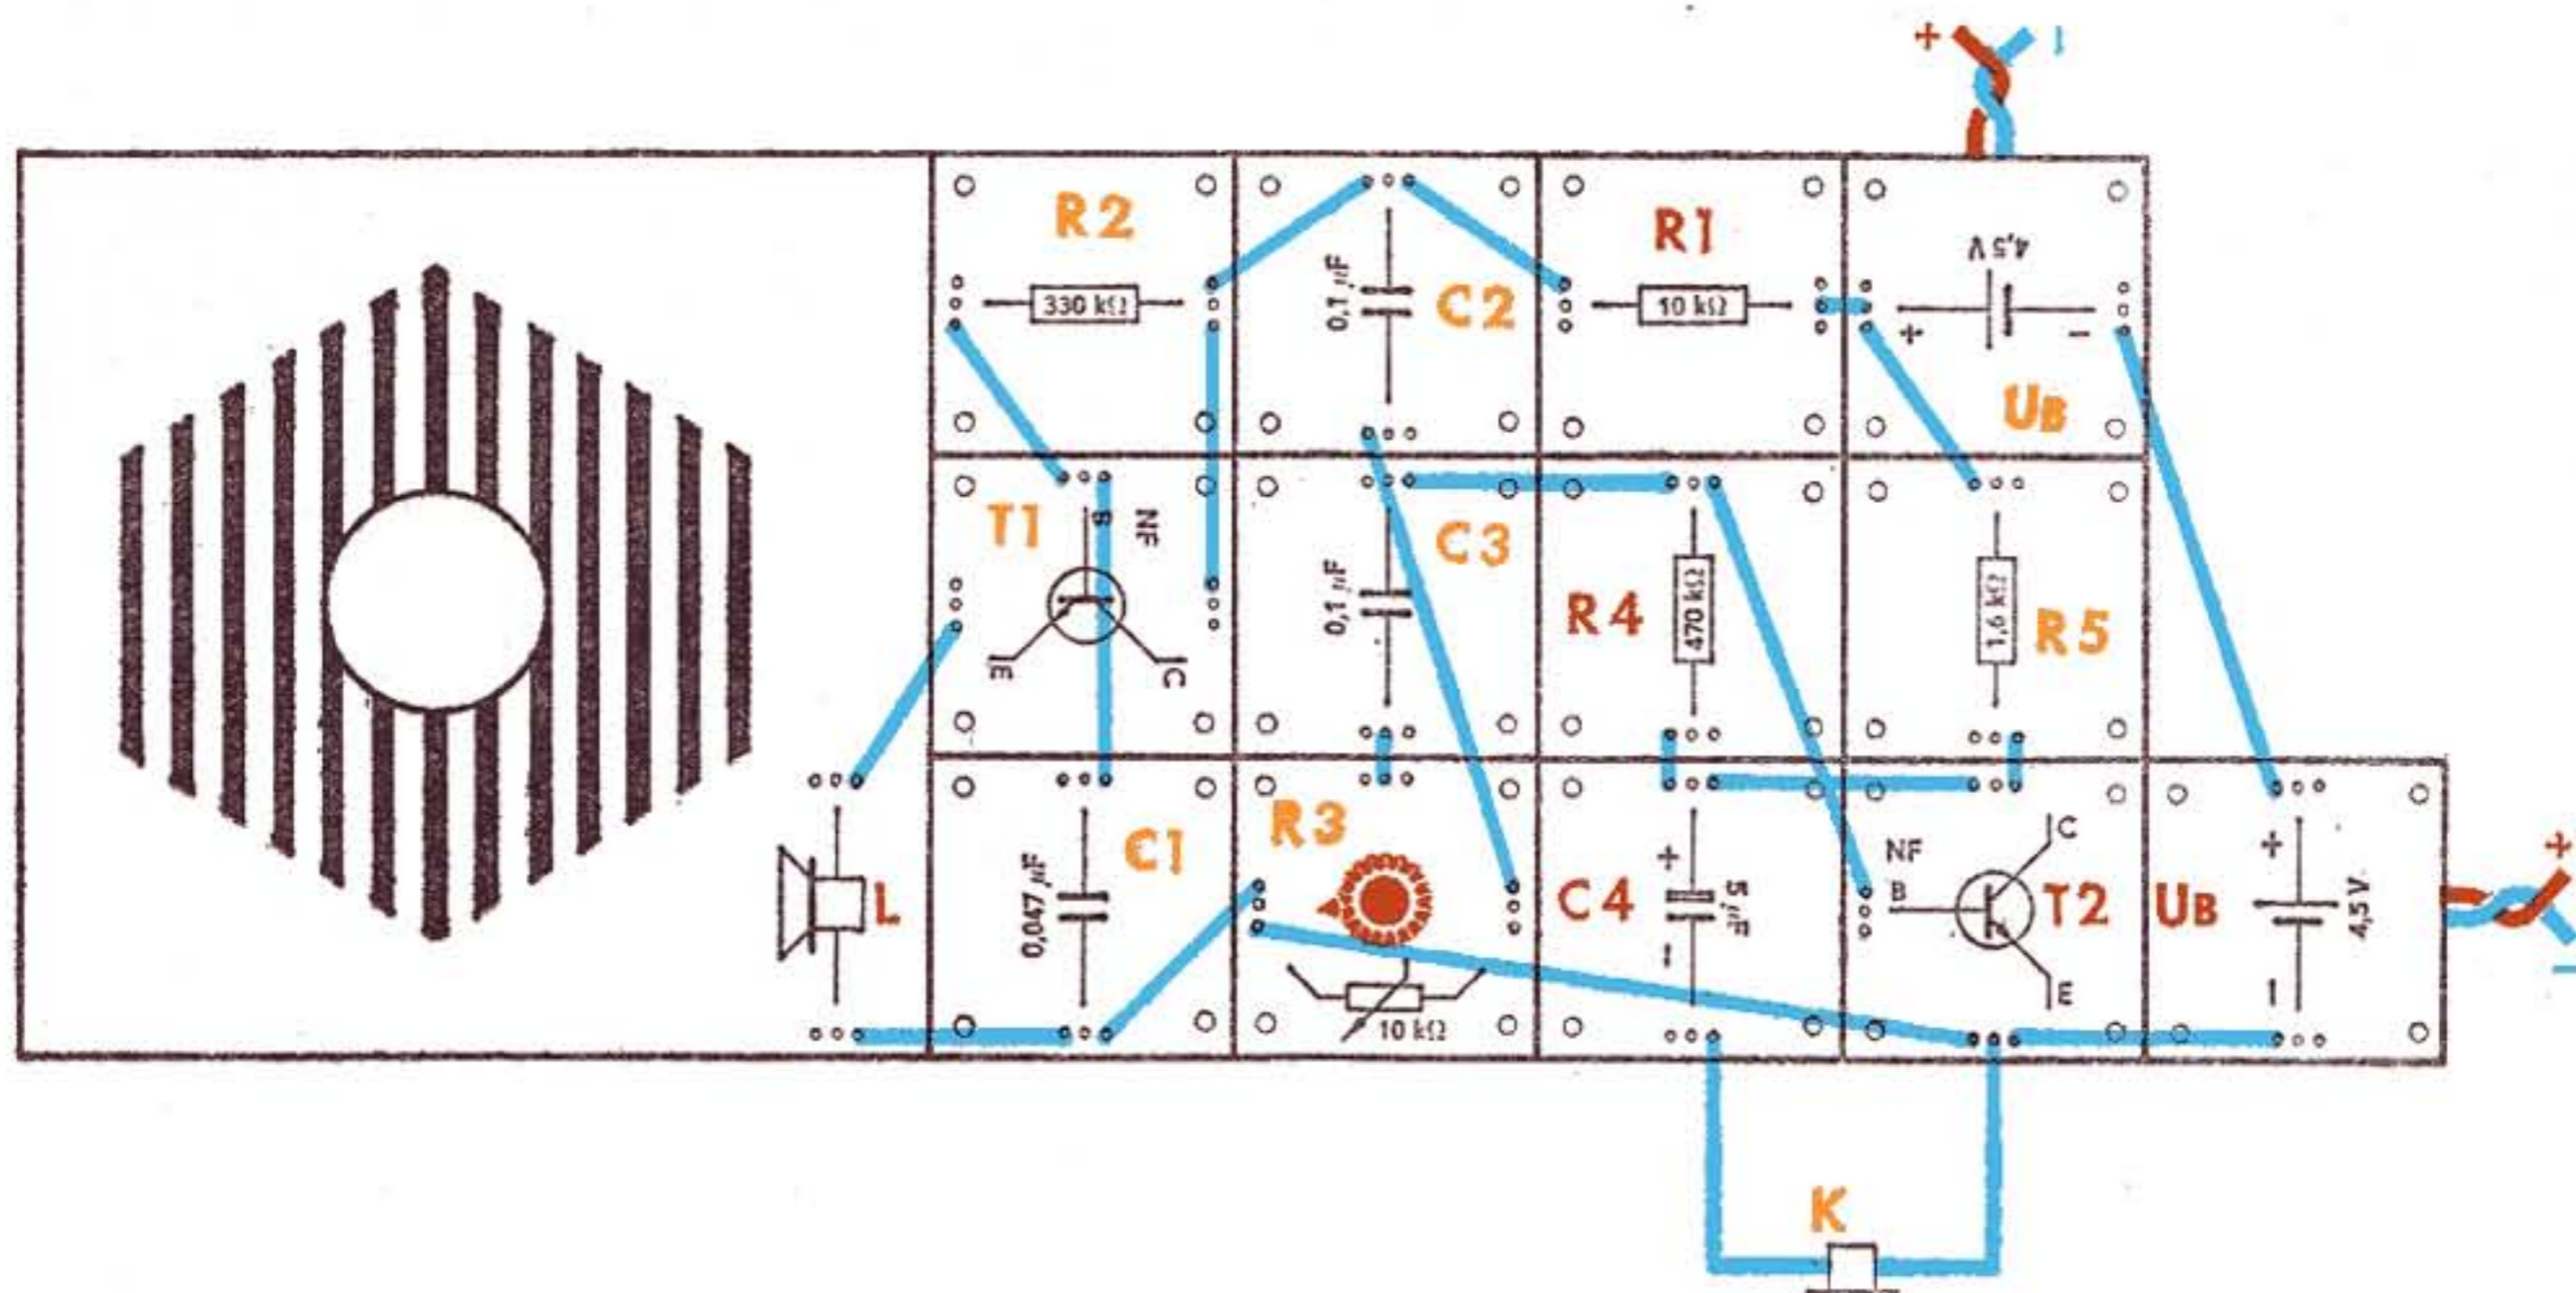 + −
R2
330 kΩ
0,1 µF
C2
R1
10 kΩ
4,5 V
+ −
UB
T1
B
NF
E
C
0,1 µF
C3
R4
470 kΩ
1,6 kΩ
R5
L
0,047 µF
C1
R3
10 kΩ
C4
+
5 µF
−
NF
B
C
T2
E
UB
+
4,5 V
−
+
−
K